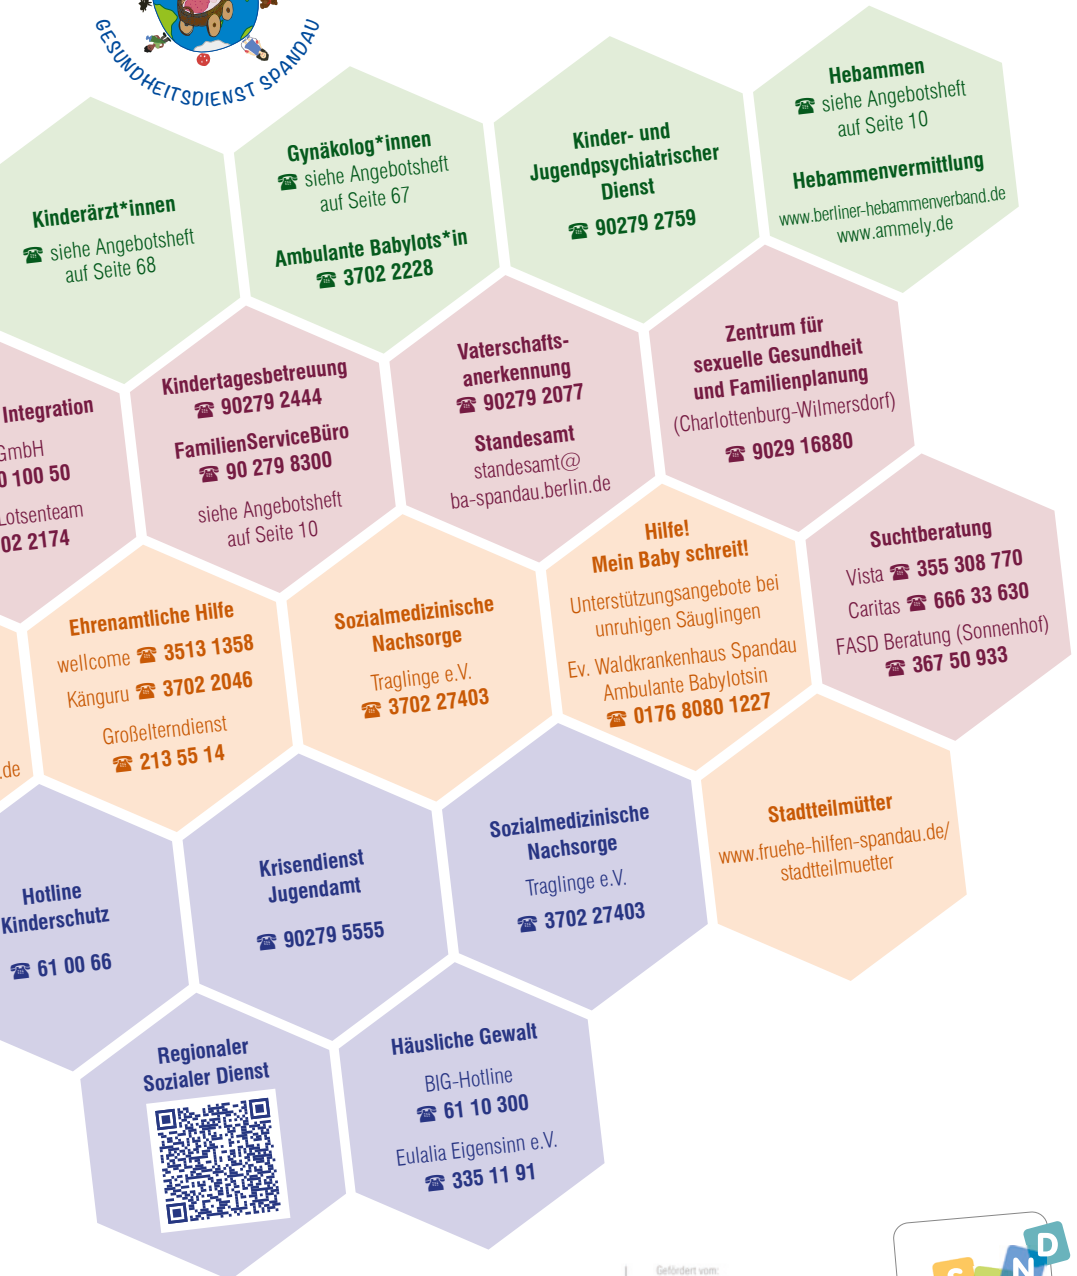 GESUNDHEITSDIENST SPANDAU
Hebammen
☎ siehe Angebotsheft
auf Seite 10
Hebammenvermittlung
www.berliner-hebammenverband.de
www.ammely.de
Kinder- und
Jugendpsychiatrischer
Dienst
☎ 90279 2759
Gynäkolog*innen
☎ siehe Angebotsheft
auf Seite 67
Ambulante Babylots*in
☎ 3702 2228
Kinderärzt*innen
☎ siehe Angebotsheft
auf Seite 68
Integration
GmbH
0 100 50
Lotsenteam
02 2174
Kindertagesbetreuung
☎ 90279 2444
FamilienServiceBüro
☎ 90 279 8300
siehe Angebotsheft
auf Seite 10
Vaterschafts-
anerkennung
☎ 90279 2077
Standesamt
standesamt@
ba-spandau.berlin.de
Zentrum für
sexuelle Gesundheit
und Familienplanung
(Charlottenburg-Wilmersdorf)
☎ 9029 16880
Suchtberatung
Vista ☎ 355 308 770
Caritas ☎ 666 33 630
FASD Beratung (Sonnenhof)
☎ 367 50 933
.de
Ehrenamtliche Hilfe
wellcome ☎ 3513 1358
Känguru ☎ 3702 2046
Großelterndienst
☎ 213 55 14
Sozialmedizinische
Nachsorge
Traglinge e.V.
☎ 3702 27403
Hilfe!
Mein Baby schreit!
Unterstützungsangebote bei
unruhigen Säuglingen
Ev. Waldkrankenhaus Spandau
Ambulante Babylotsin
☎ 0176 8080 1227
Stadtteilmütter
www.fruehe-hilfen-spandau.de/
stadtteilmuetter
Hotline
Kinderschutz
☎ 61 00 66
Krisendienst
Jugendamt
☎ 90279 5555
Sozialmedizinische
Nachsorge
Traglinge e.V.
☎ 3702 27403
Regionaler
Sozialer Dienst
Häusliche Gewalt
BIG-Hotline
☎ 61 10 300
Eulalia Eigensinn e.V.
☎ 335 11 91
Gefördert vom:
N D